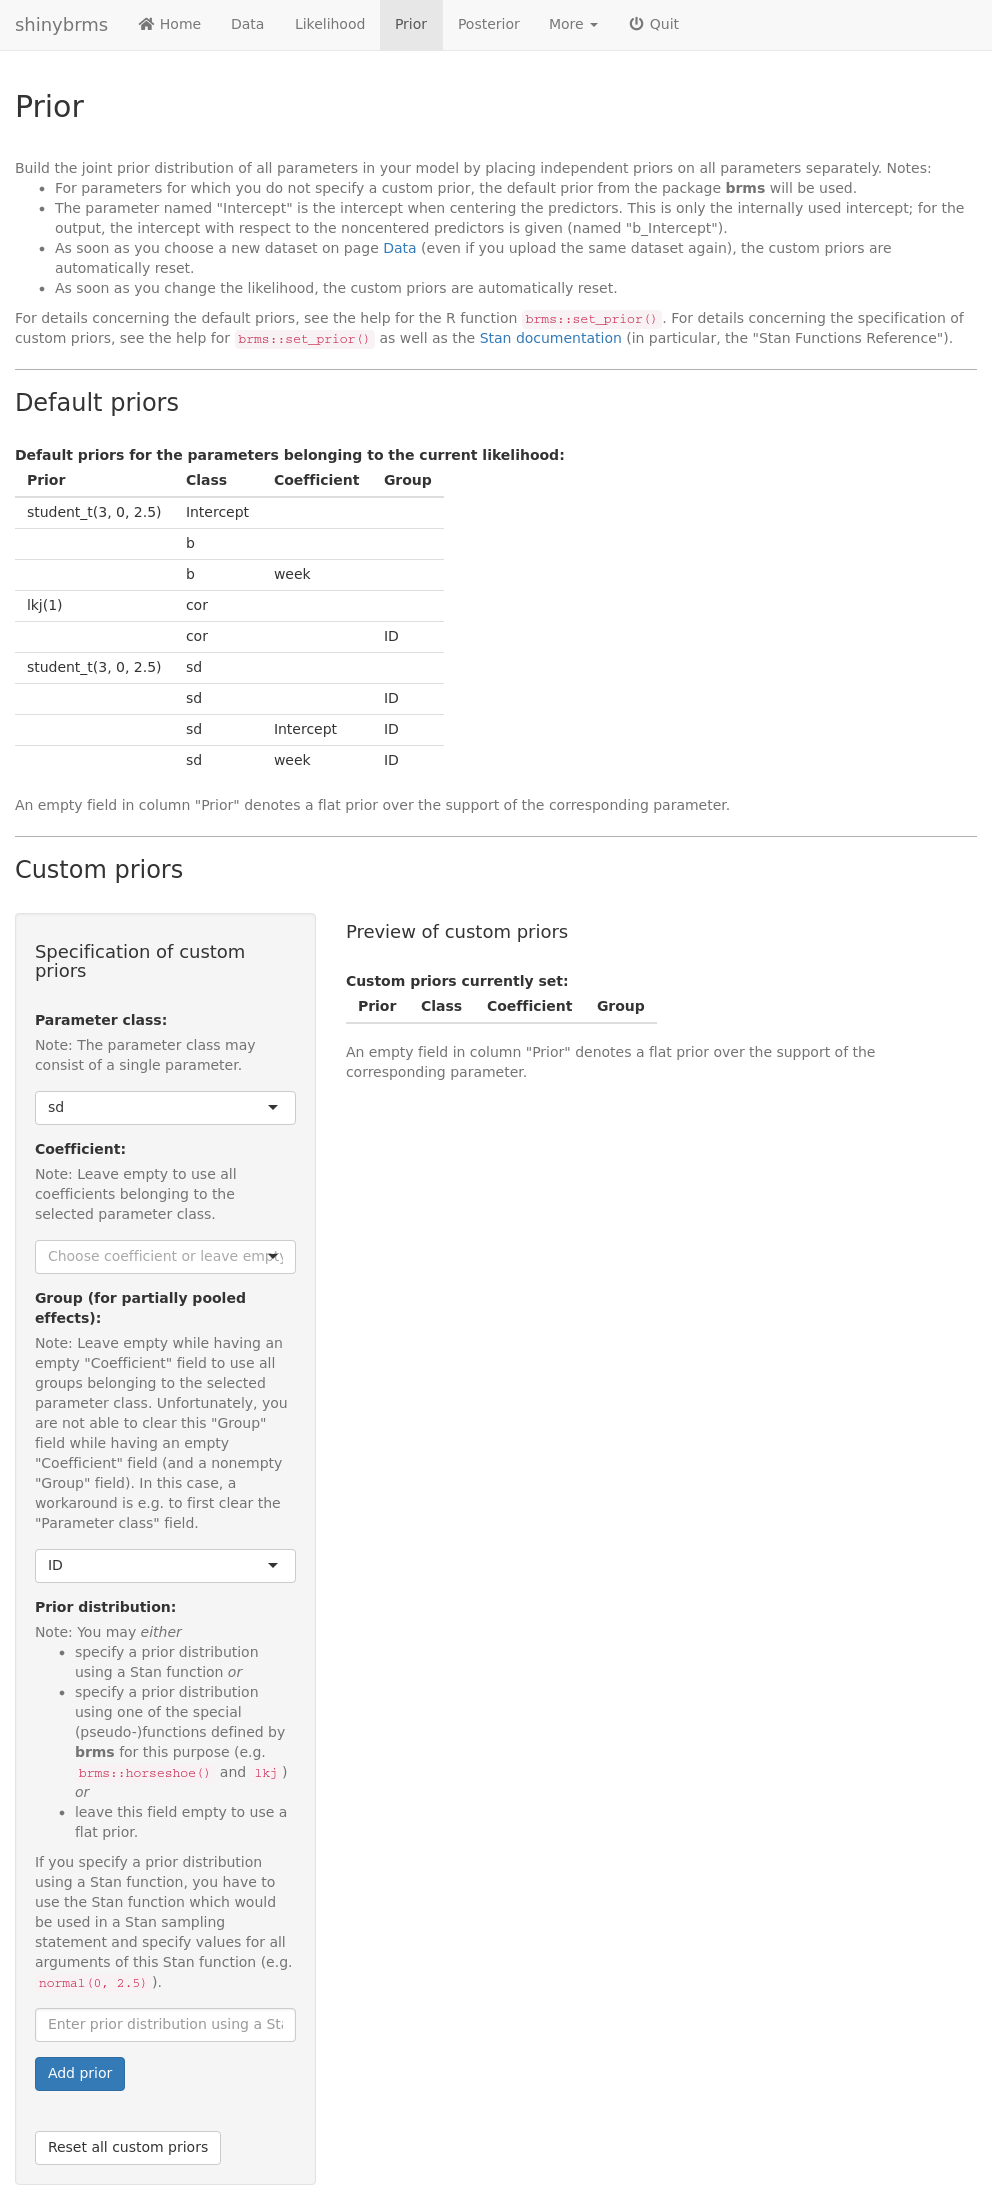 shinybrms Home Data Likelihood Prior Posterior More Quit
Prior
Build the joint prior distribution of all parameters in your model by placing independent priors on all parameters separately. Notes:
• For parameters for which you do not specify a custom prior, the default prior from the package brms will be used.
• The parameter named "Intercept" is the intercept when centering the predictors. This is only the internally used intercept; for the
output, the intercept with respect to the noncentered predictors is given (named "b_Intercept").
• As soon as you choose a new dataset on page Data (even if you upload the same dataset again), the custom priors are
automatically reset.
• As soon as you change the likelihood, the custom priors are automatically reset.
For details concerning the default priors, see the help for the R function brms::set_prior(). For details concerning the specification of
custom priors, see the help for brms::set_prior() as well as the Stan documentation (in particular, the "Stan Functions Reference").
Default priors
Default priors for the parameters belonging to the current likelihood:
Prior Class Coefficient Group
student_t(3, 0, 2.5) Intercept
b
b week
lkj(1) cor
cor ID
student_t(3, 0, 2.5) sd
sd ID
sd Intercept ID
sd week ID
An empty field in column "Prior" denotes a flat prior over the support of the corresponding parameter.
Custom priors
Specification of custom
priors
Parameter class:
Note: The parameter class may
consist of a single parameter.
sd
Coefficient:
Note: Leave empty to use all
coefficients belonging to the
selected parameter class.
Choose coefficient or leave empty
Group (for partially pooled
effects):
Note: Leave empty while having an
empty "Coefficient" field to use all
groups belonging to the selected
parameter class. Unfortunately, you
are not able to clear this "Group"
field while having an empty
"Coefficient" field (and a nonempty
"Group" field). In this case, a
workaround is e.g. to first clear the
"Parameter class" field.
ID
Prior distribution:
Note: You may either
• specify a prior distribution
using a Stan function or
• specify a prior distribution
using one of the special
(pseudo-)functions defined by
brms for this purpose (e.g.
brms::horseshoe() and lkj)
or
• leave this field empty to use a
flat prior.
If you specify a prior distribution
using a Stan function, you have to
use the Stan function which would
be used in a Stan sampling
statement and specify values for all
arguments of this Stan function (e.g.
normal(0, 2.5)).
Enter prior distribution using a Sta
Add prior
Reset all custom priors
Preview of custom priors
Custom priors currently set:
Prior Class Coefficient Group
An empty field in column "Prior" denotes a flat prior over the support of the
corresponding parameter.